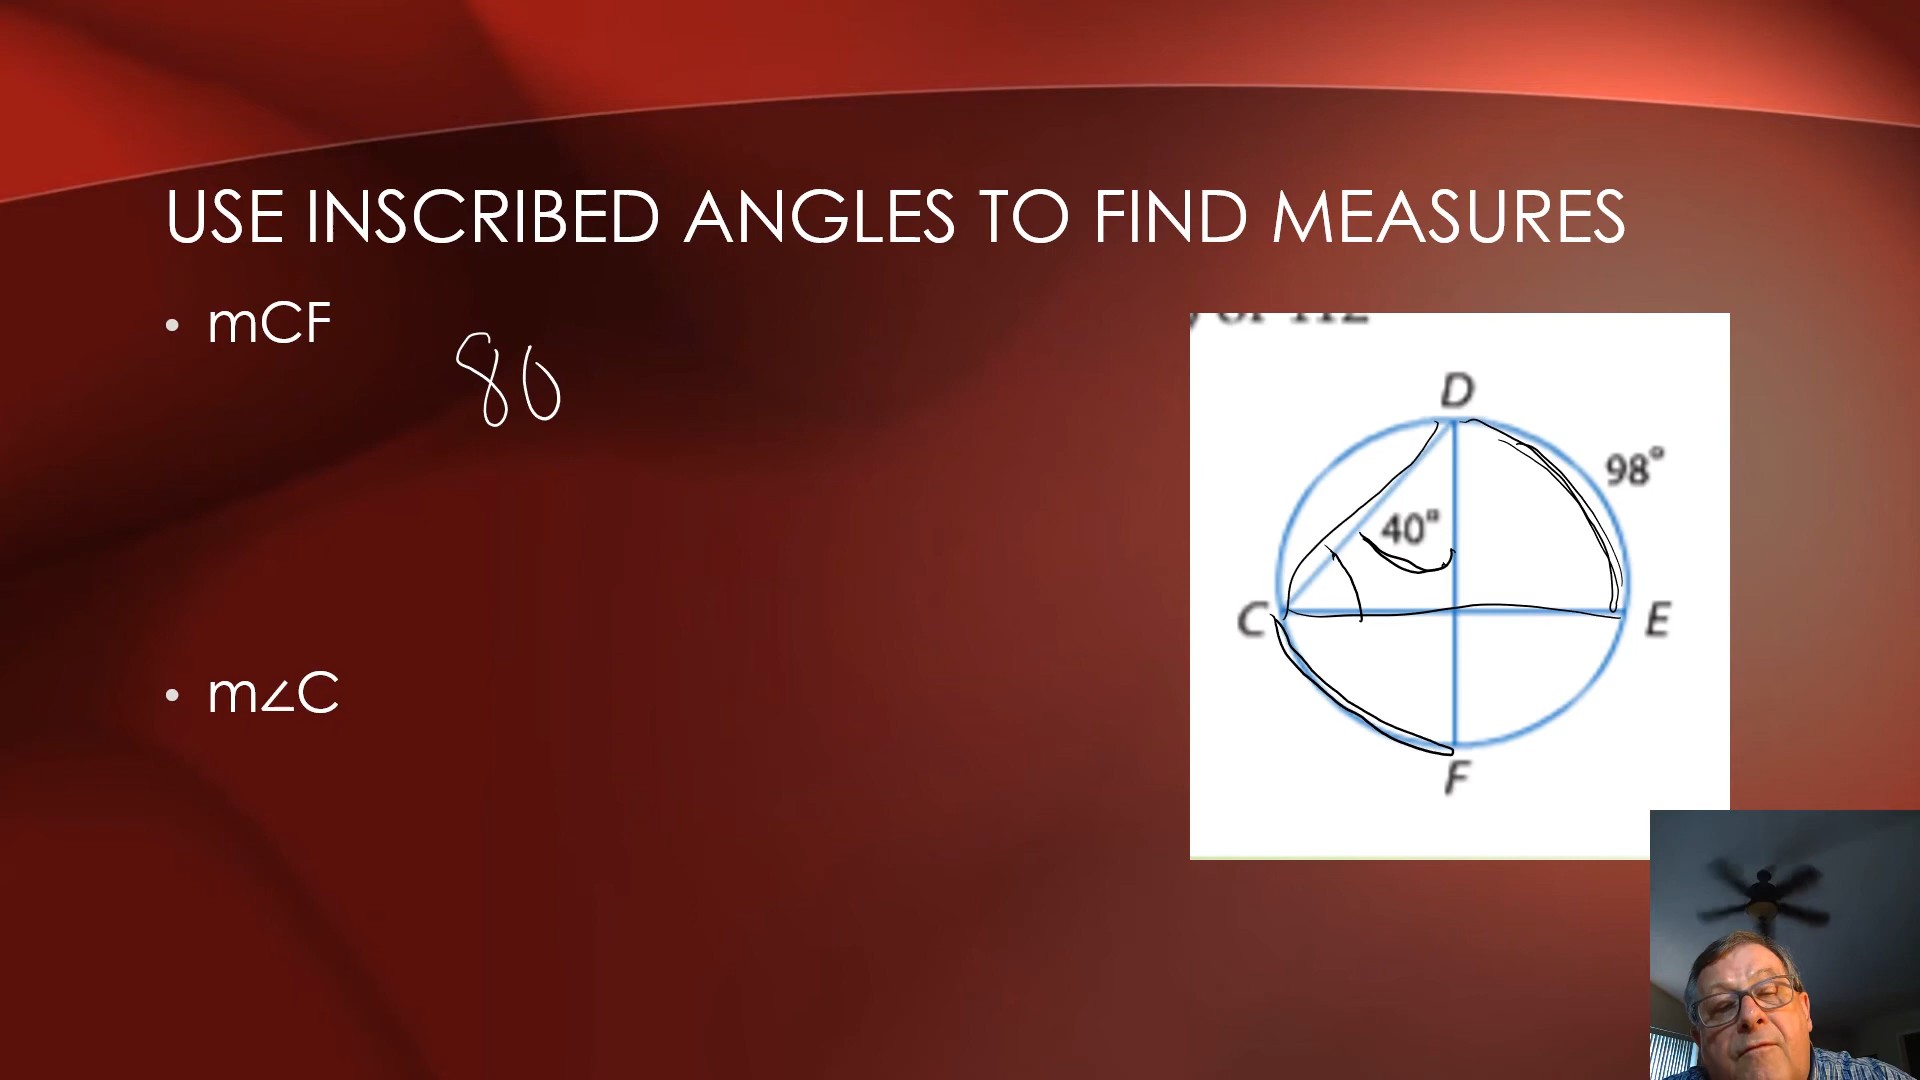 USE INSCRIBED ANGLES TO FIND MEASURES
• mCF
80
• m∠C
D
98°
40°
C
E
F